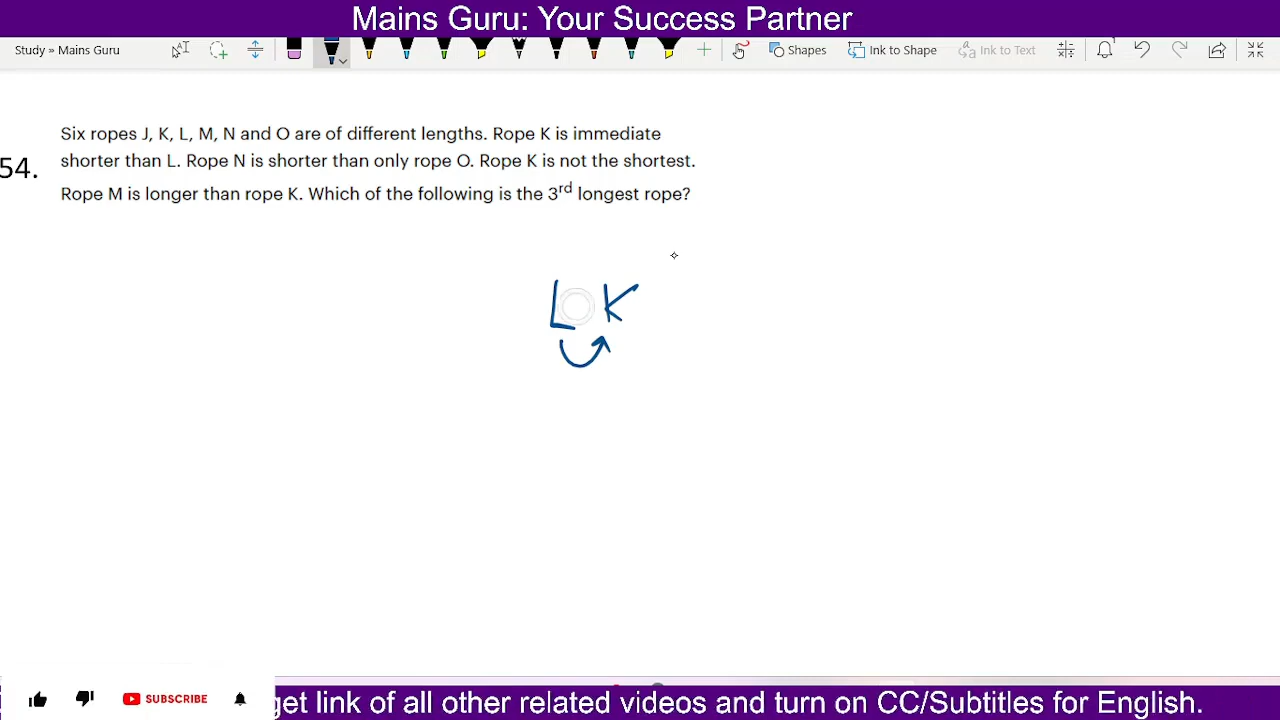 Mains Guru: Your Success Partner
Study » Mains Guru
Shapes
Ink to Shape
Ink to Text
54.
Six ropes J, K, L, M, N and O are of different lengths. Rope K is immediate
shorter than L. Rope N is shorter than only rope O. Rope K is not the shortest.
Rope M is longer than rope K. Which of the following is the 3rd longest rope?
L K
SUBSCRIBE
get link of all other related videos and turn on CC/Subtitles for English.